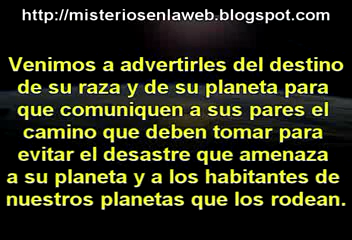 http://misteriosenlaweb.blogspot.com
Venimos a advertirles del destino
de su raza y de su planeta para
que comuniquen a sus pares el
camino que deben tomar para
evitar el desastre que amenaza
a su planeta y a los habitantes de
nuestros planetas que los rodean.